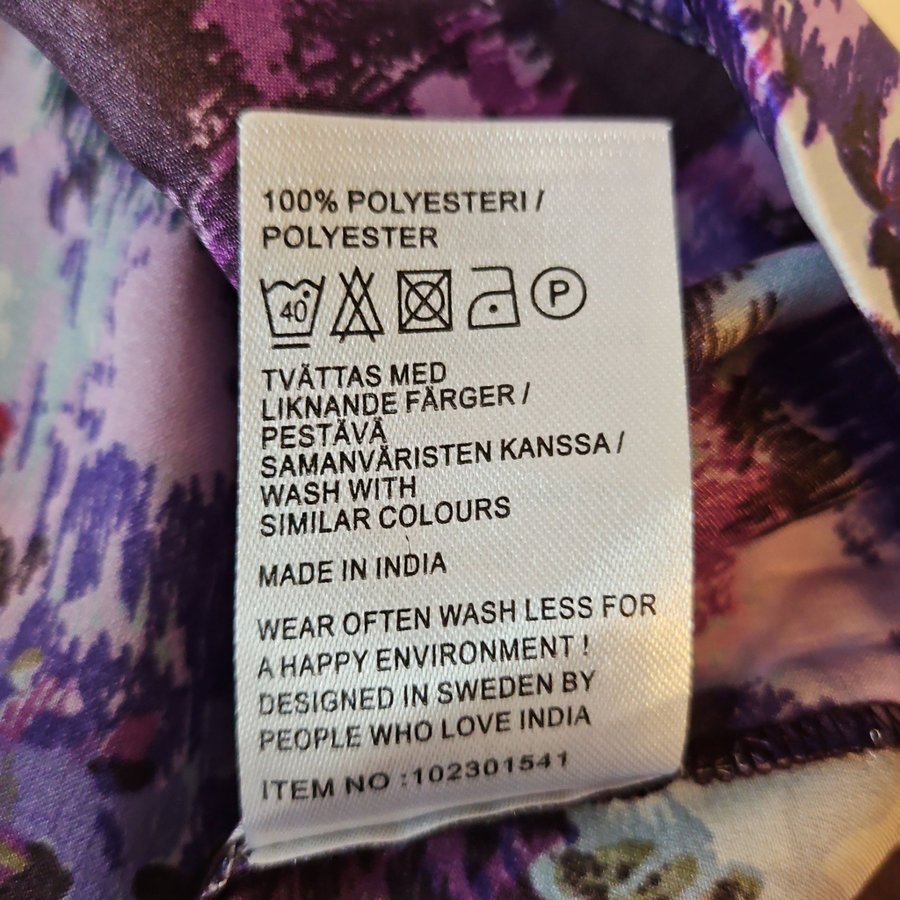 100% POLYESTERI /
POLYESTER
40° P
TVÄTTAS MED
LIKNANDE FÄRGER /
PESTÄVÄ
SAMANVÄRISTEN KANSSA /
WASH WITH
SIMILAR COLOURS
MADE IN INDIA
WEAR OFTEN WASH LESS FOR
A HAPPY ENVIRONMENT !
DESIGNED IN SWEDEN BY
PEOPLE WHO LOVE INDIA
ITEM NO :102301541